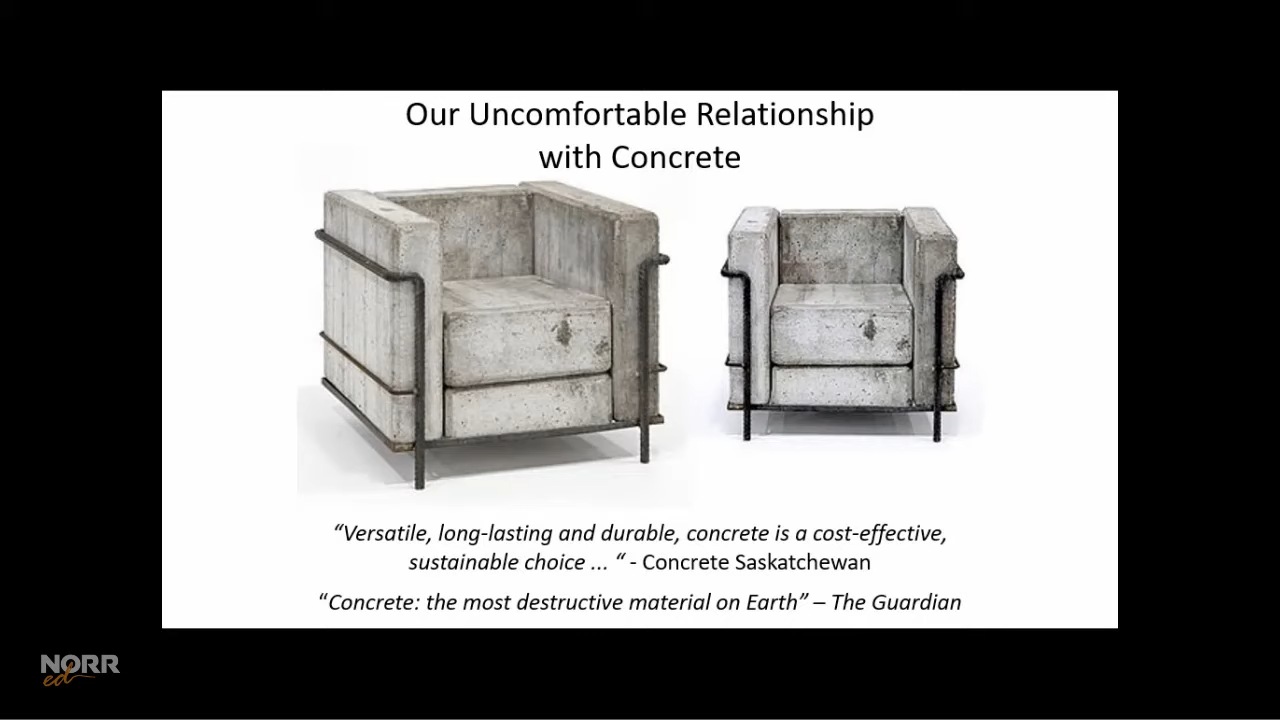 Our Uncomfortable Relationship
with Concrete
“Versatile, long-lasting and durable, concrete is a cost-effective,
sustainable choice ... “ - Concrete Saskatchewan
“Concrete: the most destructive material on Earth” – The Guardian
NORR
ed